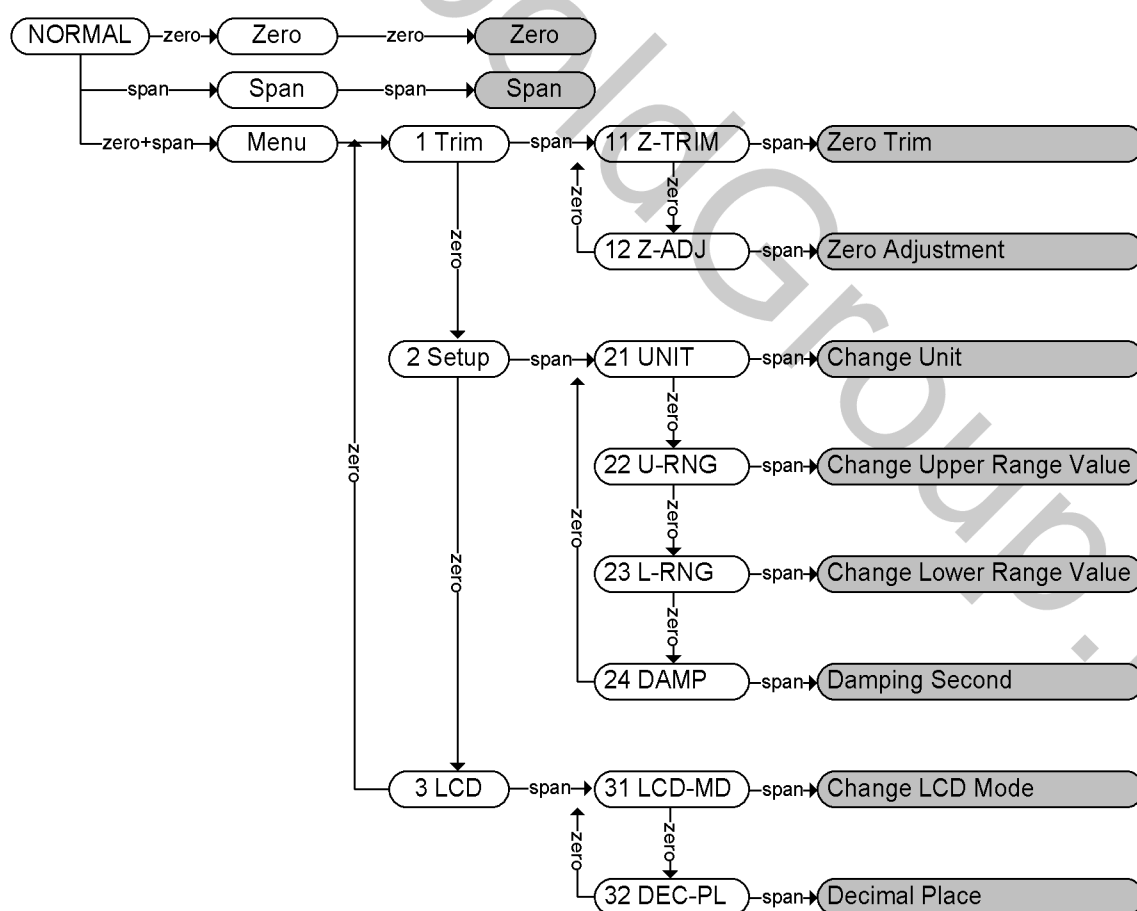 NORMAL zero Zero zero Zero
span Span span Span
zero+span Menu 1 Trim span 11 Z-TRIM span Zero Trim
zero
zero
zero
12 Z-ADJ span Zero Adjustment
2 Setup span 21 UNIT span Change Unit
zero
22 U-RNG span Change Upper Range Value
zero
zero
zero
zero
23 L-RNG span Change Lower Range Value
zero
24 DAMP span Damping Second
3 LCD span 31 LCD-MD span Change LCD Mode
zero
zero
32 DEC-PL span Decimal Place
oldGroup.